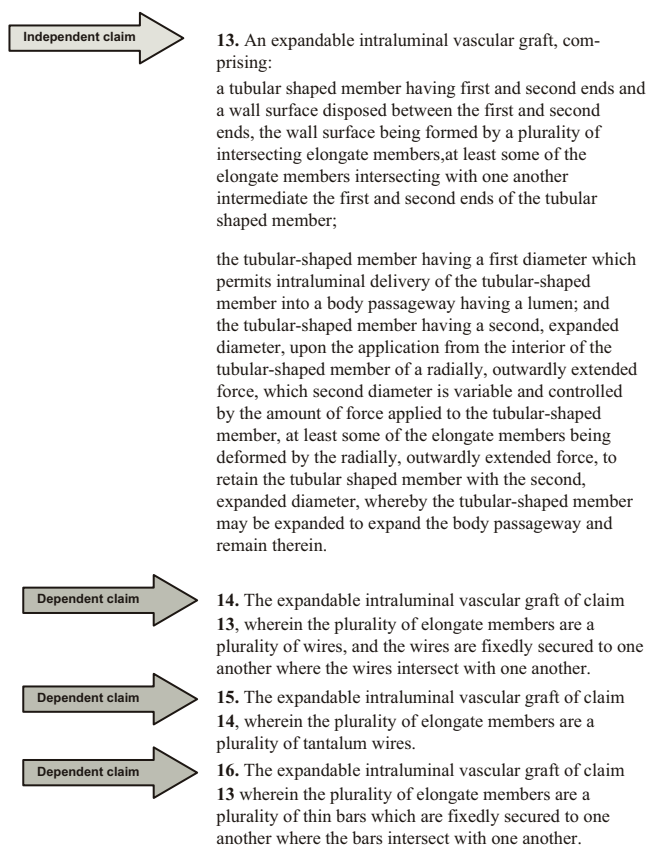 Independent claim
13. An expandable intraluminal vascular graft, com-
prising:
a tubular shaped member having first and second ends and
a wall surface disposed between the first and second
ends, the wall surface being formed by a plurality of
intersecting elongate members,at least some of the
elongate members intersecting with one another
intermediate the first and second ends of the tubular
shaped member;
the tubular-shaped member having a first diameter which
permits intraluminal delivery of the tubular-shaped
member into a body passageway having a lumen; and
the tubular-shaped member having a second, expanded
diameter, upon the application from the interior of the
tubular-shaped member of a radially, outwardly extended
force, which second diameter is variable and controlled
by the amount of force applied to the tubular-shaped
member, at least some of the elongate members being
deformed by the radially, outwardly extended force, to
retain the tubular shaped member with the second,
expanded diameter, whereby the tubular-shaped member
may be expanded to expand the body passageway and
remain therein.
Dependent claim
14. The expandable intraluminal vascular graft of claim
13, wherein the plurality of elongate members are a
plurality of wires, and the wires are fixedly secured to one
another where the wires intersect with one another.
Dependent claim
15. The expandable intraluminal vascular graft of claim
14, wherein the plurality of elongate members are a
plurality of tantalum wires.
Dependent claim
16. The expandable intraluminal vascular graft of claim
13 wherein the plurality of elongate members are a
plurality of thin bars which are fixedly secured to one
another where the bars intersect with one another.